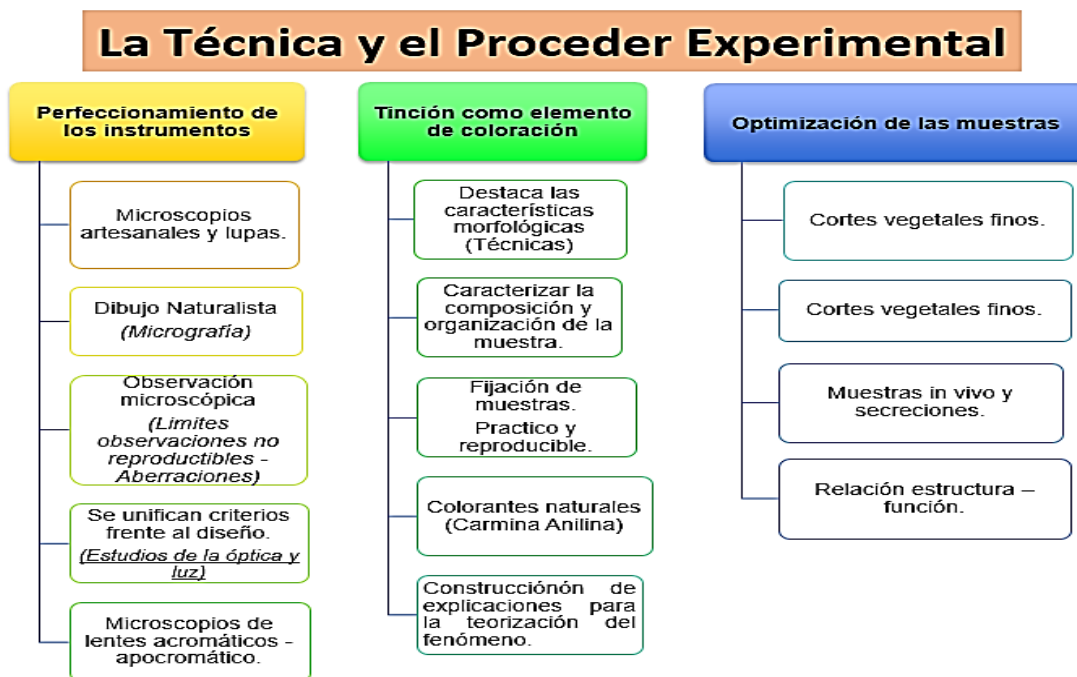 La Técnica y el Proceder Experimental
Perfeccionamiento de
los instrumentos
Microscopios
artesanales y lupas.
Dibujo Naturalista
(Micrografía)
Observación
microscópica
(Limites
observaciones no
reproductibles -
Aberraciones)
Se unifican criterios
frente al diseño.
(Estudios de la óptica y
luz)
Microscopios de
lentes acromáticos -
apocromático.
Tinción como elemento
de coloración
Destaca las
características
morfológicas
(Técnicas)
Caracterizar la
composición y
organización de la
muestra.
Fijación de
muestras.
Practico y
reproducible.
Colorantes naturales
(Carmina Anilina)
Construcciónón de
explicaciones para
la teorización del
fenómeno.
Optimización de las muestras
Cortes vegetales finos.
Cortes vegetales finos.
Muestras in vivo y
secreciones.
Relación estructura –
función.